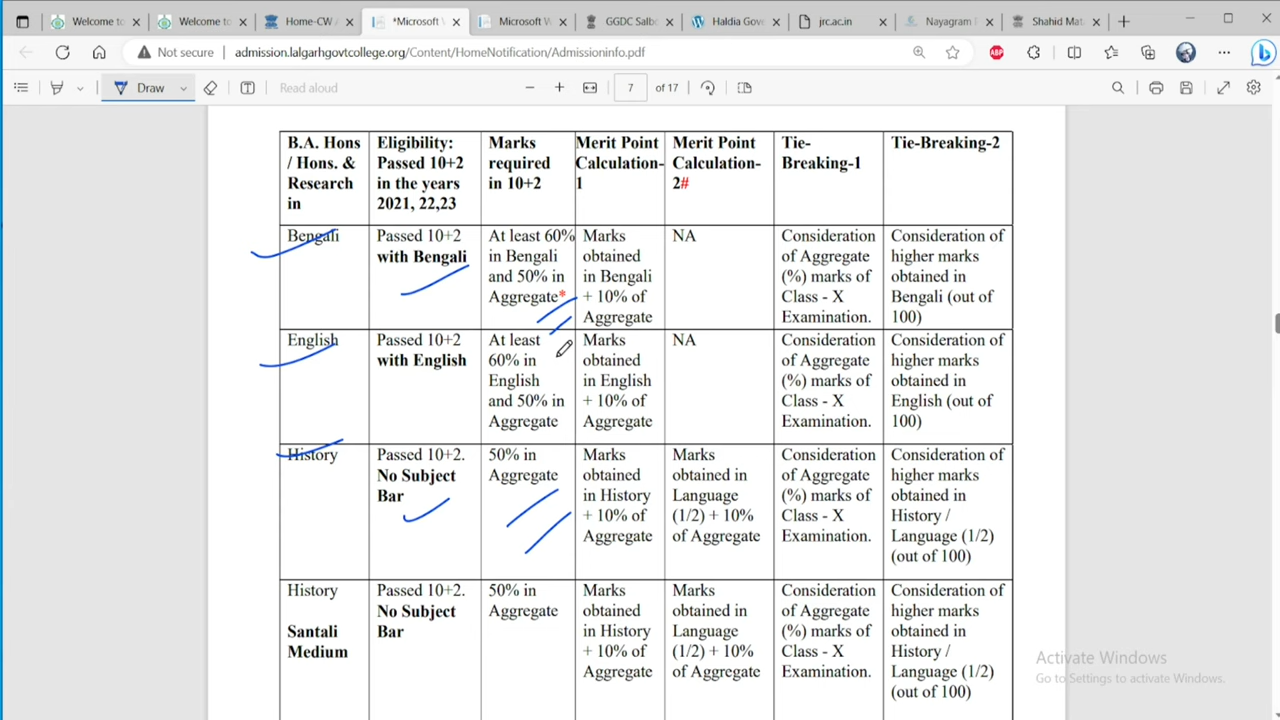 Welcome to
Welcome to
Home-CW A
*Microsoft V
Microsoft W
GGDC Salb
Haldia Gove
jrc.ac.in
Nayagram F
Shahid Mata
Not secure
admission.lalgarhgovtcollege.org/Content/HomeNotification/Admissioninfo.pdf
ABP
Draw
Read aloud
7
of 17
B.A. Hons
/ Hons. &
Research
in
Eligibility:
Passed 10+2
in the years
2021, 22,23
Marks
required
in 10+2
Merit Point
Calculation-
1
Merit Point
Calculation-
2#
Tie-
Breaking-1
Tie-Breaking-2
Bengali
Passed 10+2
with Bengali
At least 60%
in Bengali
and 50% in
Aggregate*
Marks
obtained
in Bengali
+ 10% of
Aggregate
NA
Consideration
of Aggregate
(%) marks of
Class - X
Examination.
Consideration of
higher marks
obtained in
Bengali (out of
100)
English
Passed 10+2
with English
At least
60% in
English
and 50% in
Aggregate
Marks
obtained
in English
+ 10% of
Aggregate
NA
Consideration
of Aggregate
(%) marks of
Class - X
Examination.
Consideration of
higher marks
obtained in
English (out of
100)
History
Passed 10+2.
No Subject
Bar
50% in
Aggregate
Marks
obtained
in History
+ 10% of
Aggregate
Marks
obtained in
Language
(1/2) + 10%
of Aggregate
Consideration
of Aggregate
(%) marks of
Class - X
Examination.
Consideration of
higher marks
obtained in
History /
Language (1/2)
(out of 100)
History
Santali
Medium
Passed 10+2.
No Subject
Bar
50% in
Aggregate
Marks
obtained
in History
+ 10% of
Aggregate
Marks
obtained in
Language
(1/2) + 10%
of Aggregate
Consideration
of Aggregate
(%) marks of
Class - X
Examination.
Consideration of
higher marks
obtained in
History /
Language (1/2)
(out of 100)
Activate Windows
Go to Settings to activate Windows.